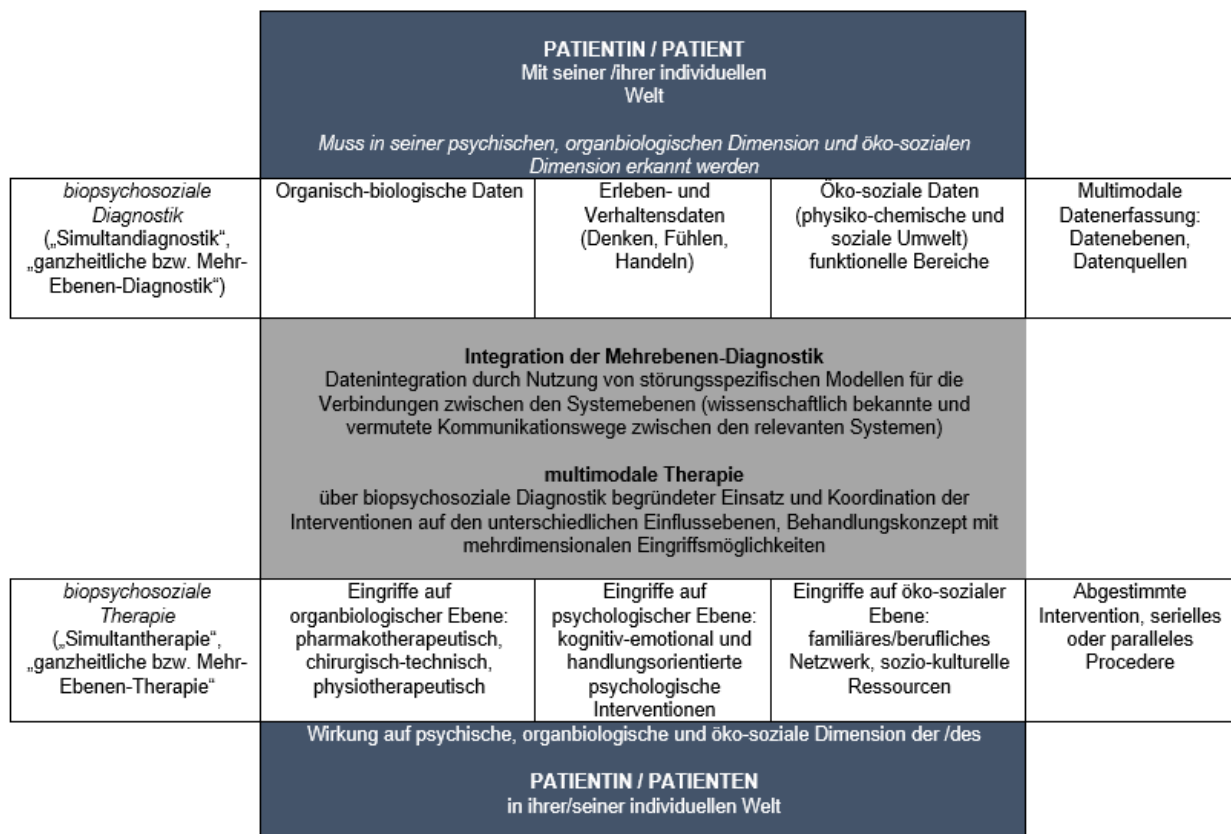 PATIENTIN / PATIENT
Mit seiner /ihrer individuellen
Welt
Muss in seiner psychischen, organbiologischen Dimension und öko-sozialen
Dimension erkannt werden
biopsychosoziale
Diagnostik
(„Simultandiagnostik“,
„ganzheitliche bzw. Mehr-
Ebenen-Diagnostik“)
Organisch-biologische Daten
Erleben- und
Verhaltensdaten
(Denken, Fühlen,
Handeln)
Öko-soziale Daten
(physiko-chemische und
soziale Umwelt)
funktionelle Bereiche
Multimodale
Datenerfassung:
Datenebenen,
Datenquellen
Integration der Mehrebenen-Diagnostik
Datenintegration durch Nutzung von störungsspezifischen Modellen für die
Verbindungen zwischen den Systemebenen (wissenschaftlich bekannte und
vermutete Kommunikationswege zwischen den relevanten Systemen)
multimodale Therapie
über biopsychosoziale Diagnostik begründeter Einsatz und Koordination der
Interventionen auf den unterschiedlichen Einflussebenen, Behandlungskonzept mit
mehrdimensionalen Eingriffsmöglichkeiten
biopsychosoziale
Therapie
(„Simultantherapie“,
„ganzheitliche bzw. Mehr-
Ebenen-Therapie“
Eingriffe auf
organbiologischer Ebene:
pharmakotherapeutisch,
chirurgisch-technisch,
physiotherapeutisch
Eingriffe auf
psychologischer Ebene:
kognitiv-emotional und
handlungsorientierte
psychologische
Interventionen
Eingriffe auf öko-sozialer
Ebene:
familiäres/berufliches
Netzwerk, sozio-kulturelle
Ressourcen
Abgestimmte
Intervention, serielles
oder paralleles
Procedere
Wirkung auf psychische, organbiologische und öko-soziale Dimension der /des
PATIENTIN / PATIENTEN
in ihrer/seiner individuellen Welt